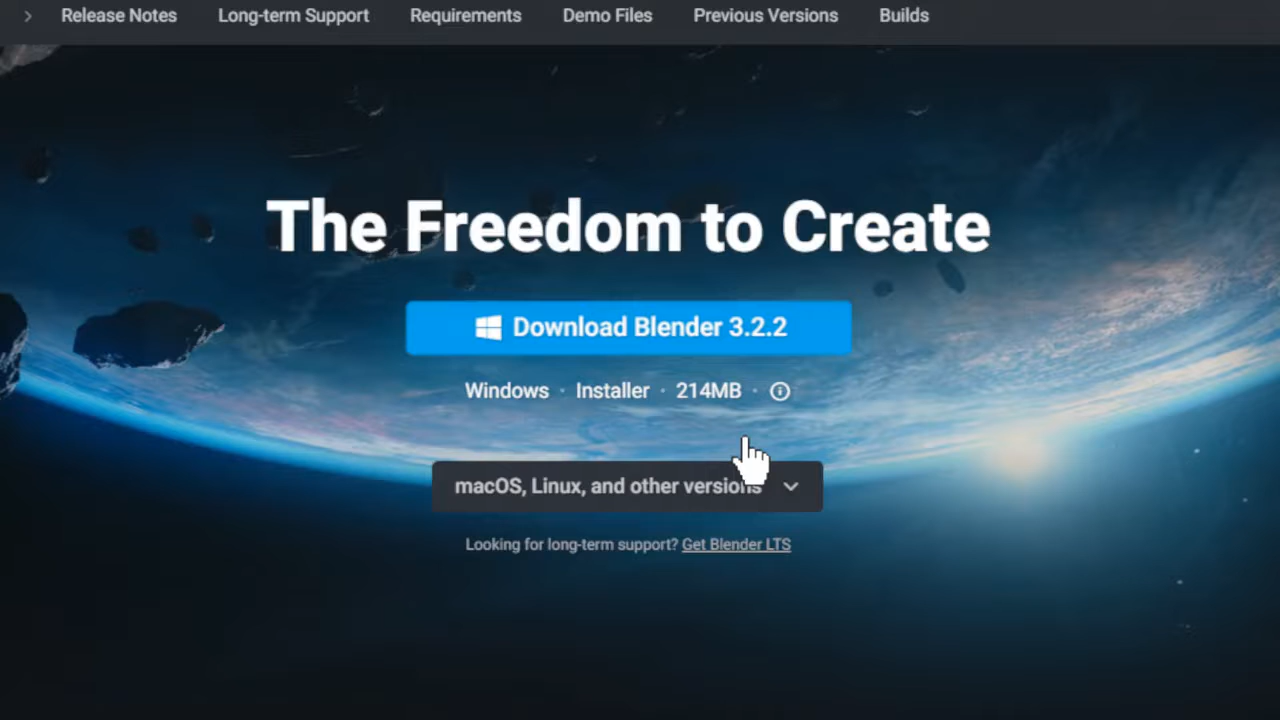 Release Notes Long-term Support Requirements Demo Files Previous Versions Builds
The Freedom to Create
Download Blender 3.2.2
Windows · Installer · 214MB ·
macOS, Linux, and other versions
Looking for long-term support? Get Blender LTS